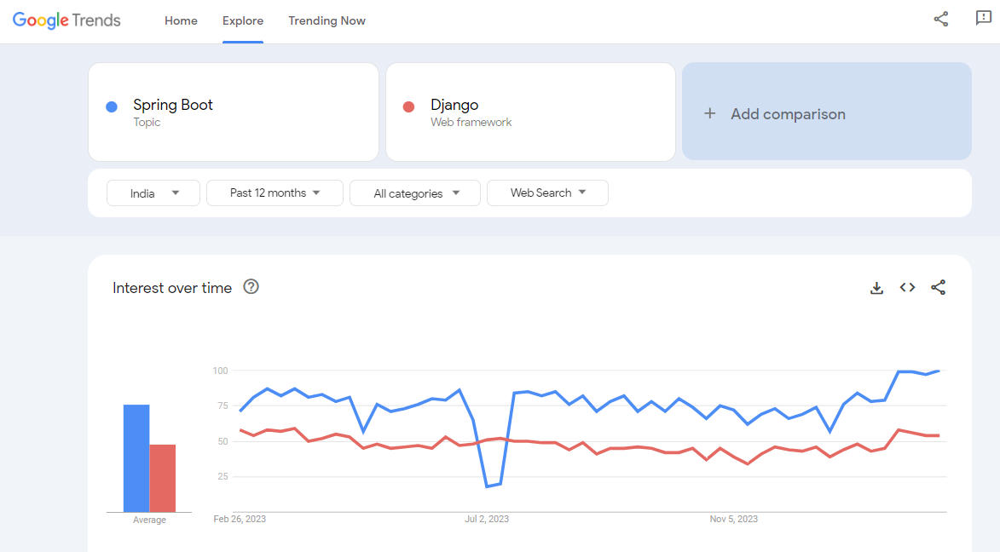 Google Trends
Home Explore Trending Now
Spring Boot
Topic
Django
Web framework
+ Add comparison
India
Past 12 months
All categories
Web Search
Interest over time
?
100
75
50
25
Average
Feb 26, 2023
Jul 2, 2023
Nov 5, 2023